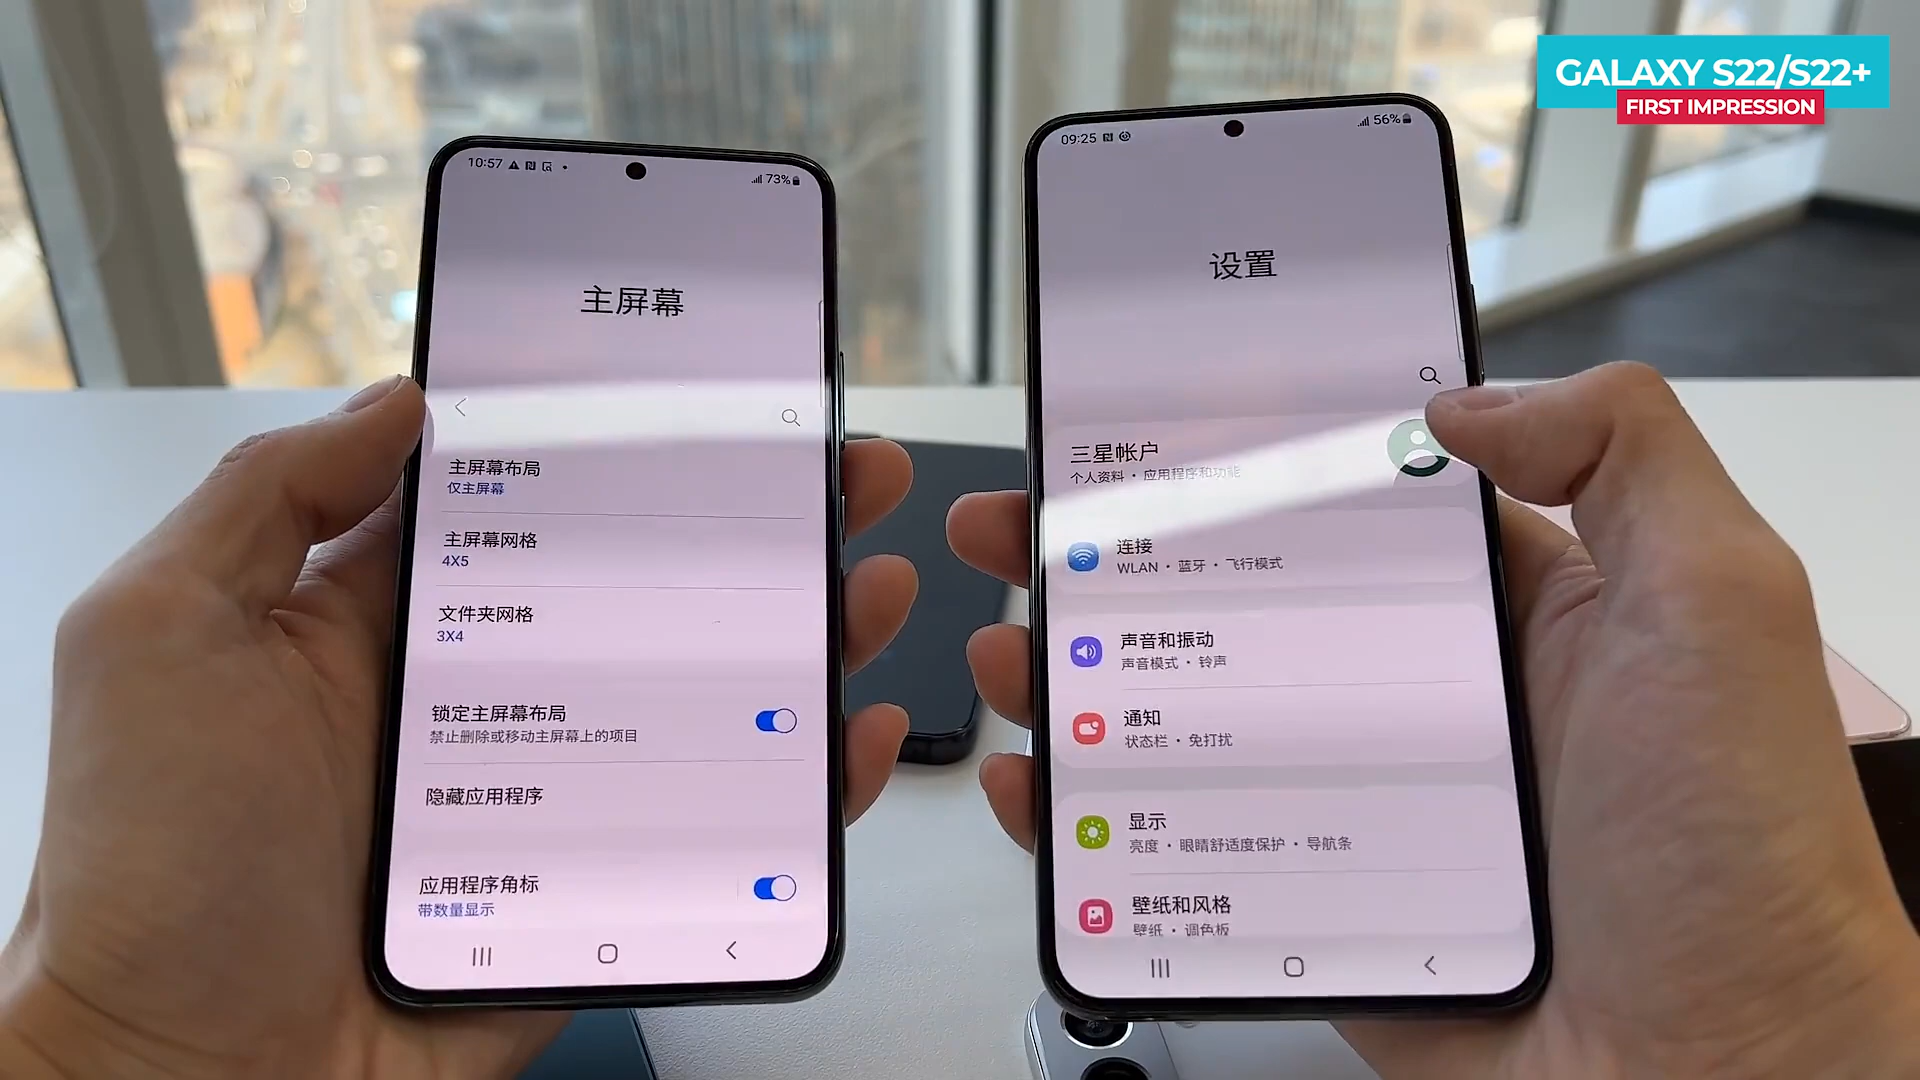 GALAXY S22/S22+
FIRST IMPRESSION
10:57
73%
主屏幕
主屏幕布局
仅主屏幕
主屏幕网格
4X5
文件夹网格
3X4
锁定主屏幕布局
禁止删除或移动主屏幕上的项目
隐藏应用程序
应用程序角标
带数量显示
09:25
56%
设置
三星帐户
个人资料 • 应用程序和功能
连接
WLAN • 蓝牙 • 飞行模式
声音和振动
声音模式 • 铃声
通知
状态栏 • 免打扰
显示
亮度 • 眼睛舒适度保护 • 导航条
壁纸和风格
壁纸 • 调色板